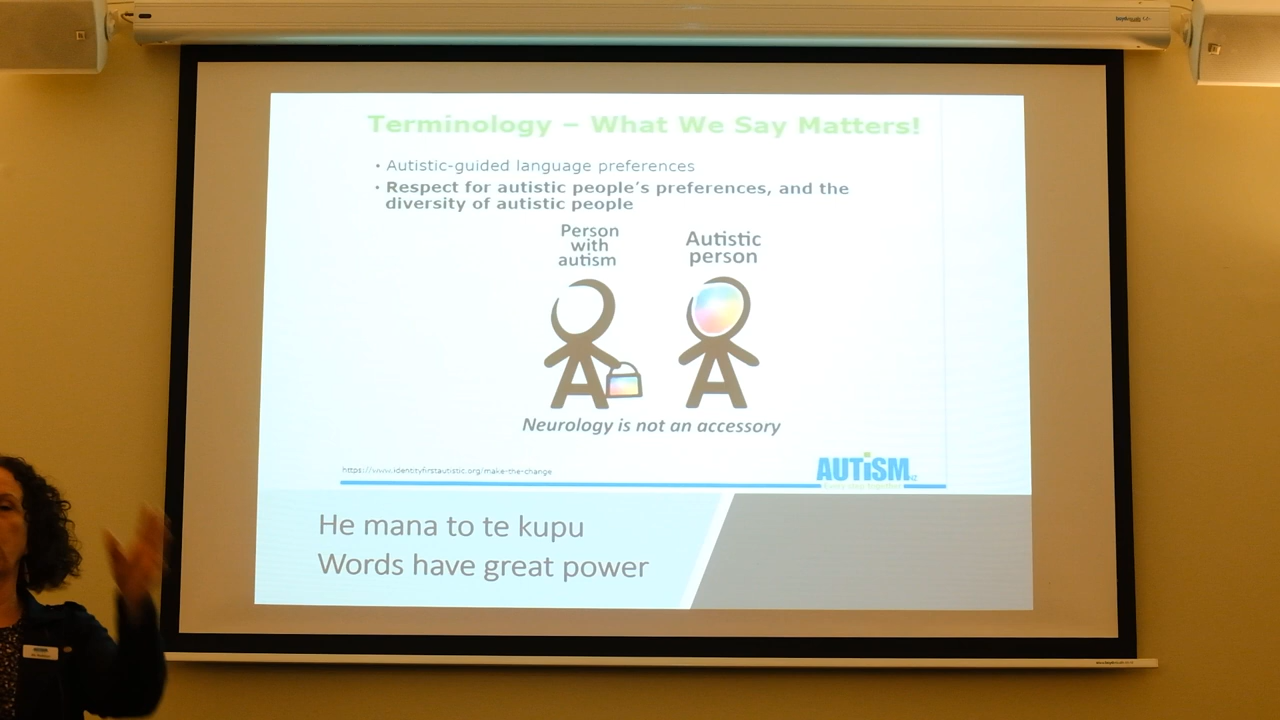 Terminology – What We Say Matters!
• Autistic-guided language preferences
• Respect for autistic people's preferences, and the
diversity of autistic people
Person
with
autism
Autistic
person
Neurology is not an accessory
https://www.identityfirstautistic.org/make-the-change
AUTiSM NZ
He mana to te kupu
Words have great power